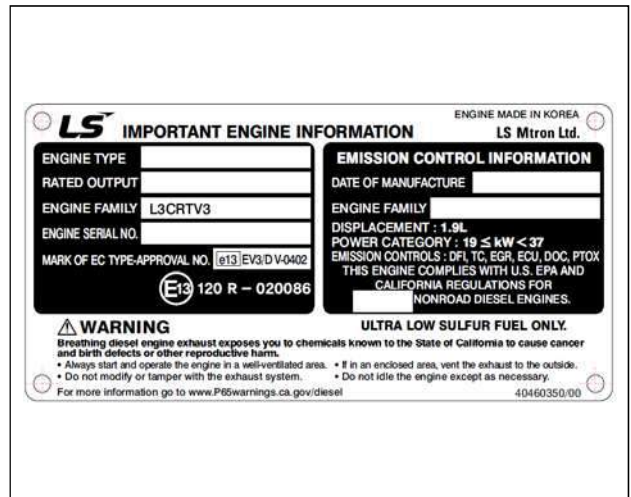 LS IMPORTANT ENGINE INFORMATION
ENGINE MADE IN KOREA
LS Mtron Ltd.
ENGINE TYPE
RATED OUTPUT
ENGINE FAMILY L3CRTV3
ENGINE SERIAL NO.
MARK OF EC TYPE-APPROVAL NO. e13 EV3/D V-0402
E13 120 R – 020086
EMISSION CONTROL INFORMATION
DATE OF MANUFACTURE
ENGINE FAMILY
DISPLACEMENT : 1.9L
POWER CATEGORY : 19 ≤ kW < 37
EMISSION CONTROLS : DFI, TC, EGR, ECU, DOC, PTOX
THIS ENGINE COMPLIES WITH U.S. EPA AND
CALIFORNIA REGULATIONS FOR
NONROAD DIESEL ENGINES.
⚠ WARNING
ULTRA LOW SULFUR FUEL ONLY.
Breathing diesel engine exhaust exposes you to chemicals known to the State of California to cause cancer
and birth defects or other reproductive harm.
• Always start and operate the engine in a well-ventilated area. • If in an enclosed area, vent the exhaust to the outside.
• Do not modify or tamper with the exhaust system. • Do not idle the engine except as necessary.
For more information go to www.P65warnings.ca.gov/diesel
40460350/00